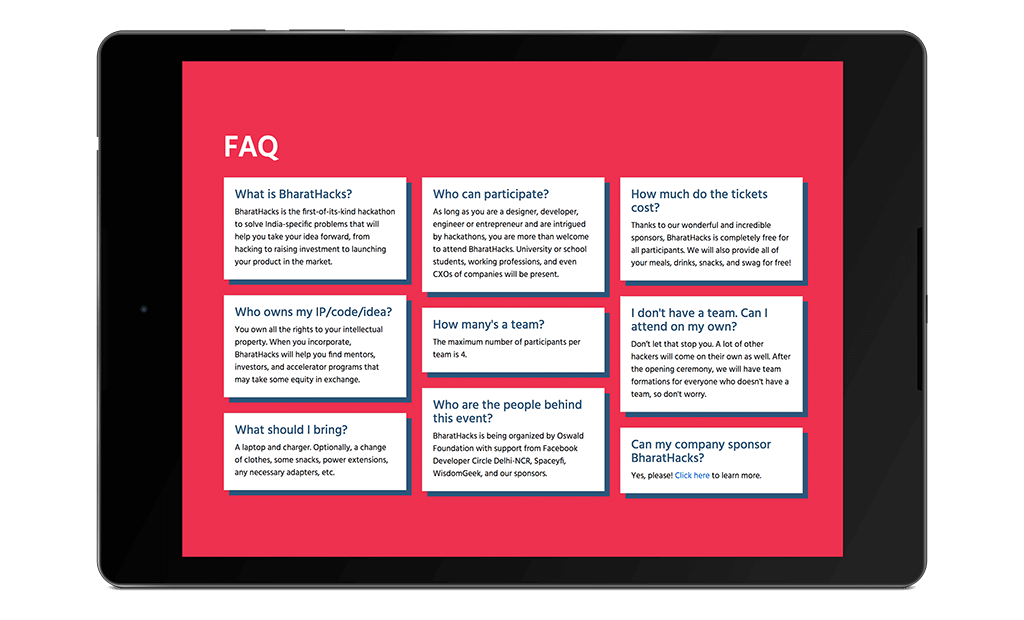 FAQ
What is BharatHacks?
BharatHacks is the first-of-its-kind hackathon
to solve India-specific problems that will
help you take your idea forward, from
hacking to raising investment to launching
your product in the market.
Who owns my IP/code/idea?
You own all the rights to your intellectual
property. When you incorporate,
BharatHacks will help you find mentors,
investors, and accelerator programs that
may take some equity in exchange.
What should I bring?
A laptop and charger. Optionally, a change
of clothes, some snacks, power extensions,
any necessary adapters, etc.
Who can participate?
As long as you are a designer, developer,
engineer or entrepreneur and are intrigued
by hackathons, you are more than welcome
to attend BharatHacks. University or school
students, working professions, and even
CXOs of companies will be present.
How many's a team?
The maximum number of participants per
team is 4.
Who are the people behind
this event?
BharatHacks is being organized by Oswald
Foundation with support from Facebook
Developer Circle Delhi-NCR, Spaceyfi,
WisdomGeek, and our sponsors.
How much do the tickets
cost?
Thanks to our wonderful and incredible
sponsors, BharatHacks is completely free for
all participants. We will also provide all of
your meals, drinks, snacks, and swag for free!
I don't have a team. Can I
attend on my own?
Don't let that stop you. A lot of other
hackers will come on their own as well. After
the opening ceremony, we will have team
formations for everyone who doesn't have a
team, so don't worry.
Can my company sponsor
BharatHacks?
Yes, please! Click here to learn more.